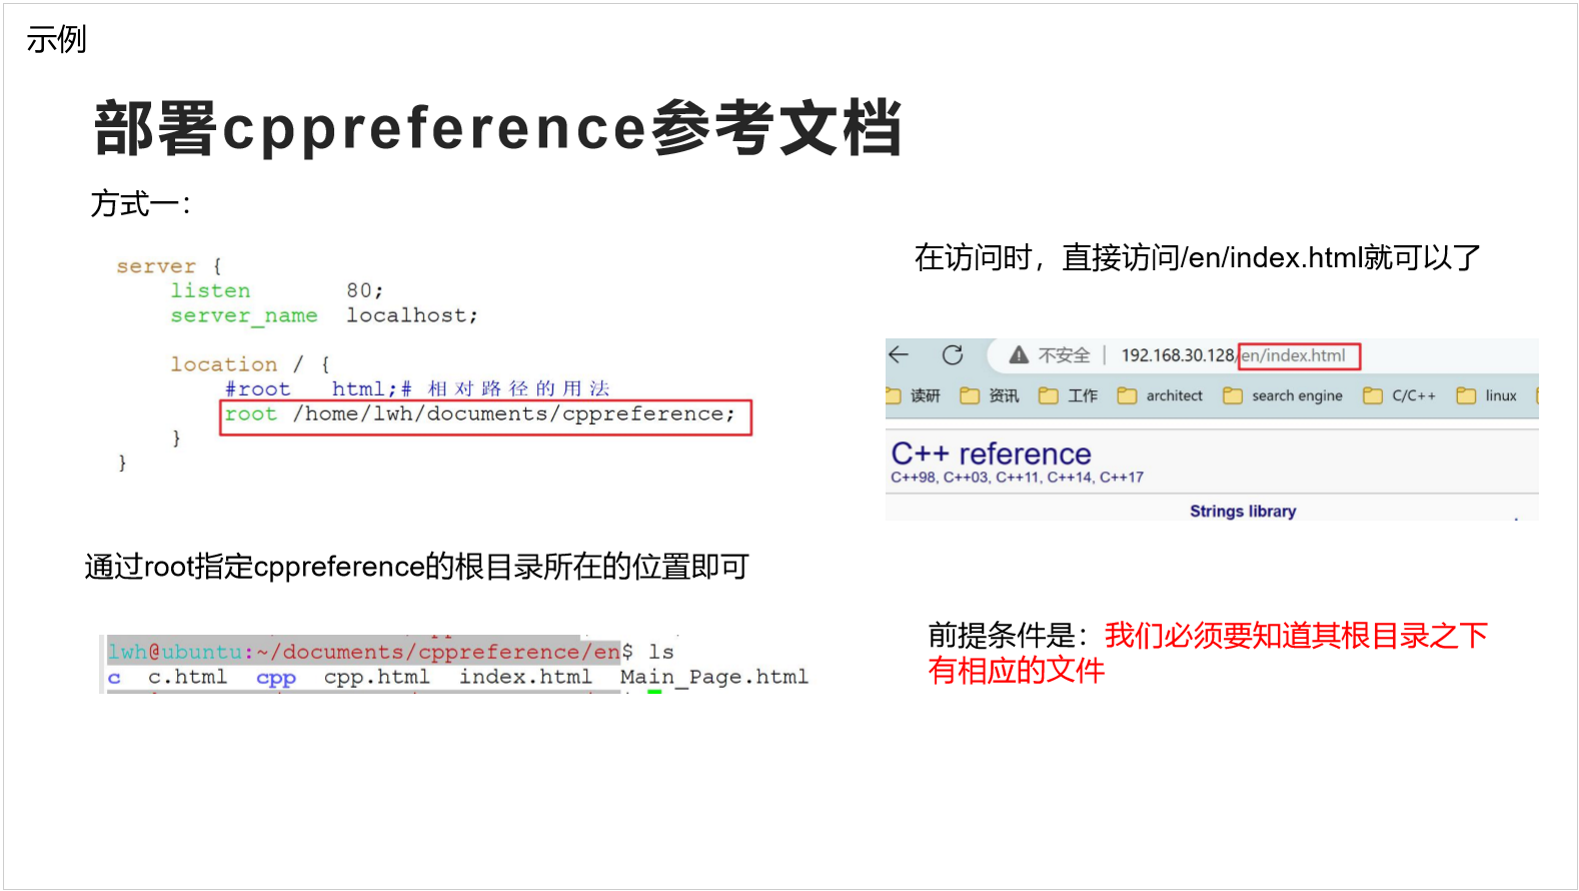 示例
部署cppreference参考文档
方式一：
server {
listen 80;
server_name localhost;
location / {
#root html;# 相对路径的用法
root /home/lwh/documents/cppreference;
}
}
通过root指定cppreference的根目录所在的位置即可
lwh@ubuntu:~/documents/cppreference/en$ ls
c c.html cpp cpp.html index.html Main_Page.html
在访问时，直接访问/en/index.html就可以了
不安全 | 192.168.30.128/en/index.html
读研 资讯 工作 architect search engine C/C++ linux
C++ reference
C++98, C++03, C++11, C++14, C++17
Strings library
前提条件是：我们必须要知道其根目录之下
有相应的文件